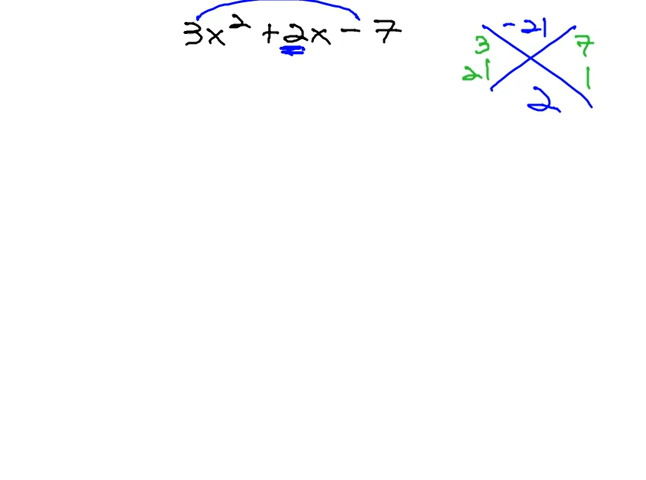 3x² + 2x - 7
-21
3 7
21 1
2